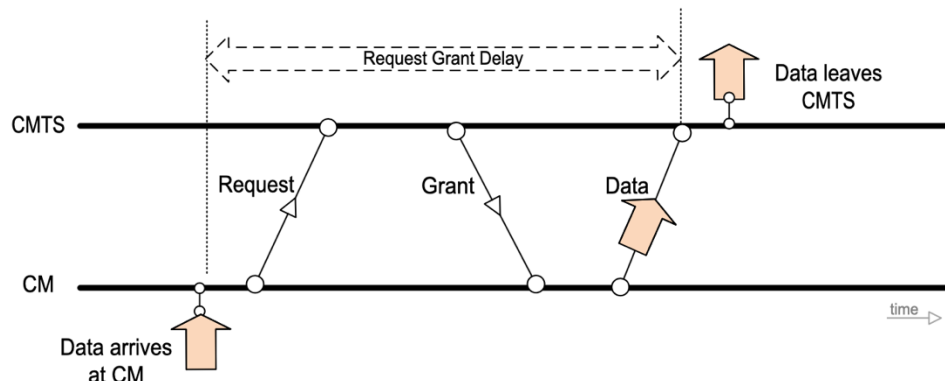 Request Grant Delay
Data leaves
CMTS
CMTS
Request
Grant
Data
CM
time
Data arrives
at CM